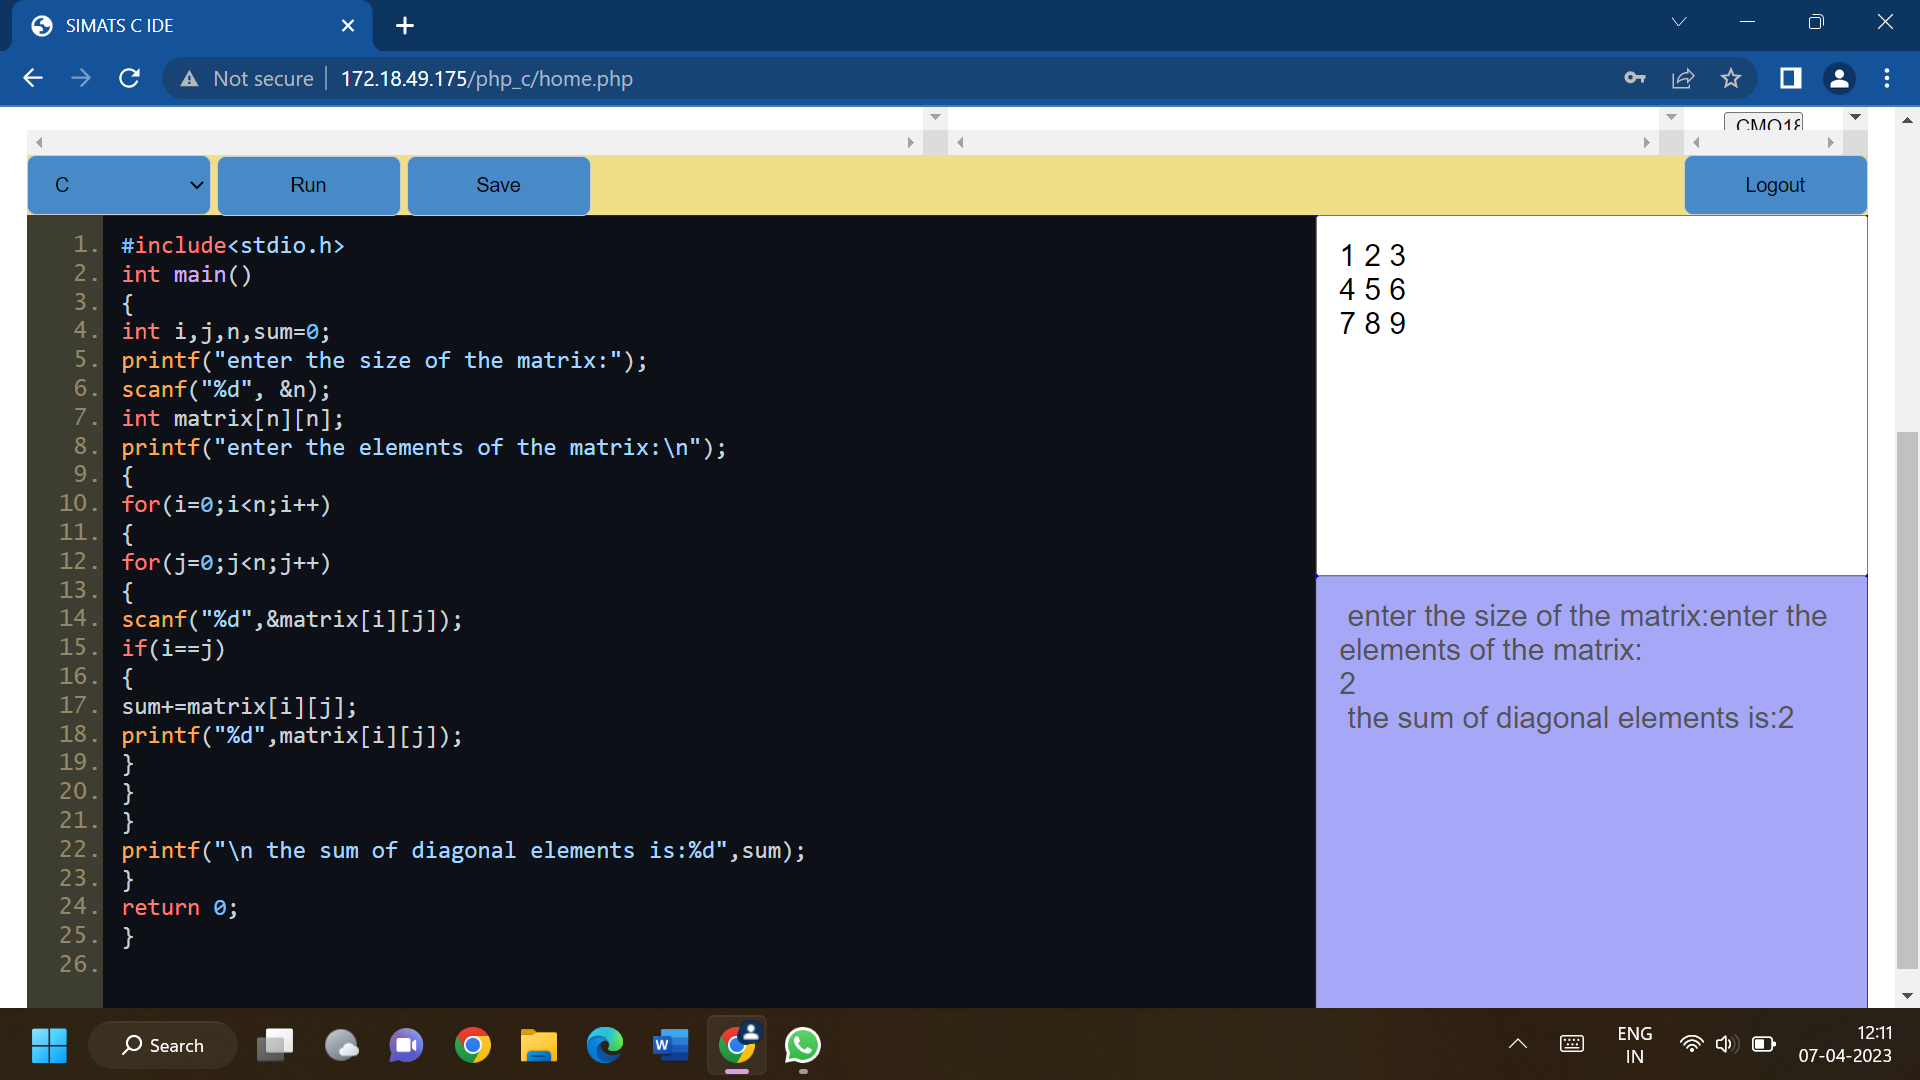 SIMATS C IDE
Not secure
172.18.49.175/php_c/home.php
C
Run
Save
Logout
1. #include<stdio.h>
2. int main()
3. {
4. int i,j,n,sum=0;
5. printf("enter the size of the matrix:");
6. scanf("%d", &n);
7. int matrix[n][n];
8. printf("enter the elements of the matrix:\n");
9. {
10. for(i=0;i<n;i++)
11. {
12. for(j=0;j<n;j++)
13. {
14. scanf("%d",&matrix[i][j]);
15. if(i==j)
16. {
17. sum+=matrix[i][j];
18. printf("%d",matrix[i][j]);
19. }
20. }
21. }
22. printf("\n the sum of diagonal elements is:%d",sum);
23. }
24. return 0;
25. }
26.
1 2 3
4 5 6
7 8 9
enter the size of the matrix:enter the
elements of the matrix:
2
the sum of diagonal elements is:2
Search
ENG
IN
12:11
07-04-2023